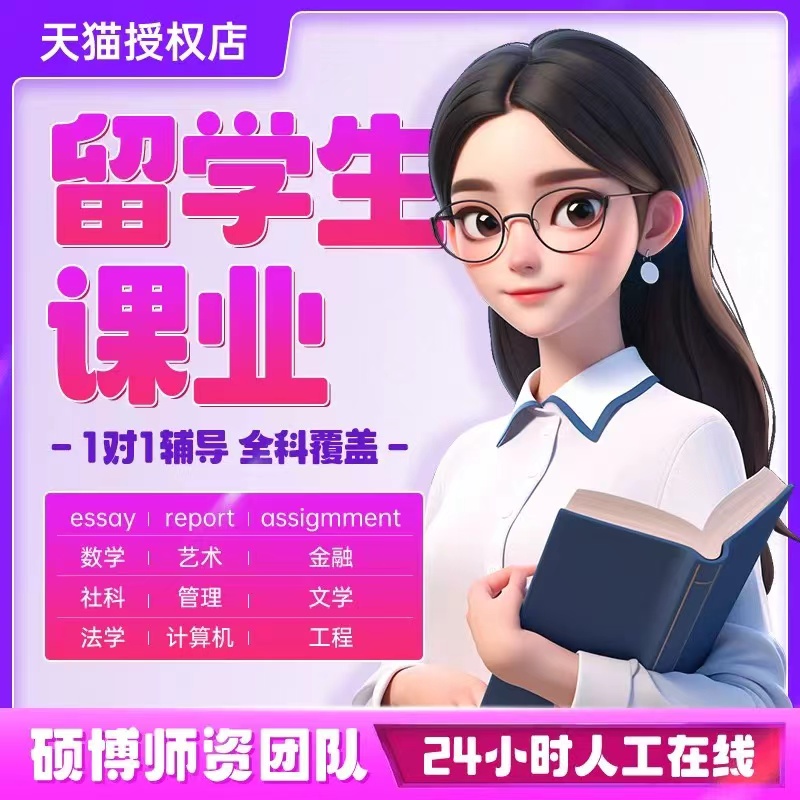 天猫授权店
留学生
课业
- 1对1辅导 全科覆盖 -
essay | report | assigmment
数学 | 艺术 | 金融
社科 | 管理 | 文学
法学 | 计算机 | 工程
硕博师资团队 24小时人工在线